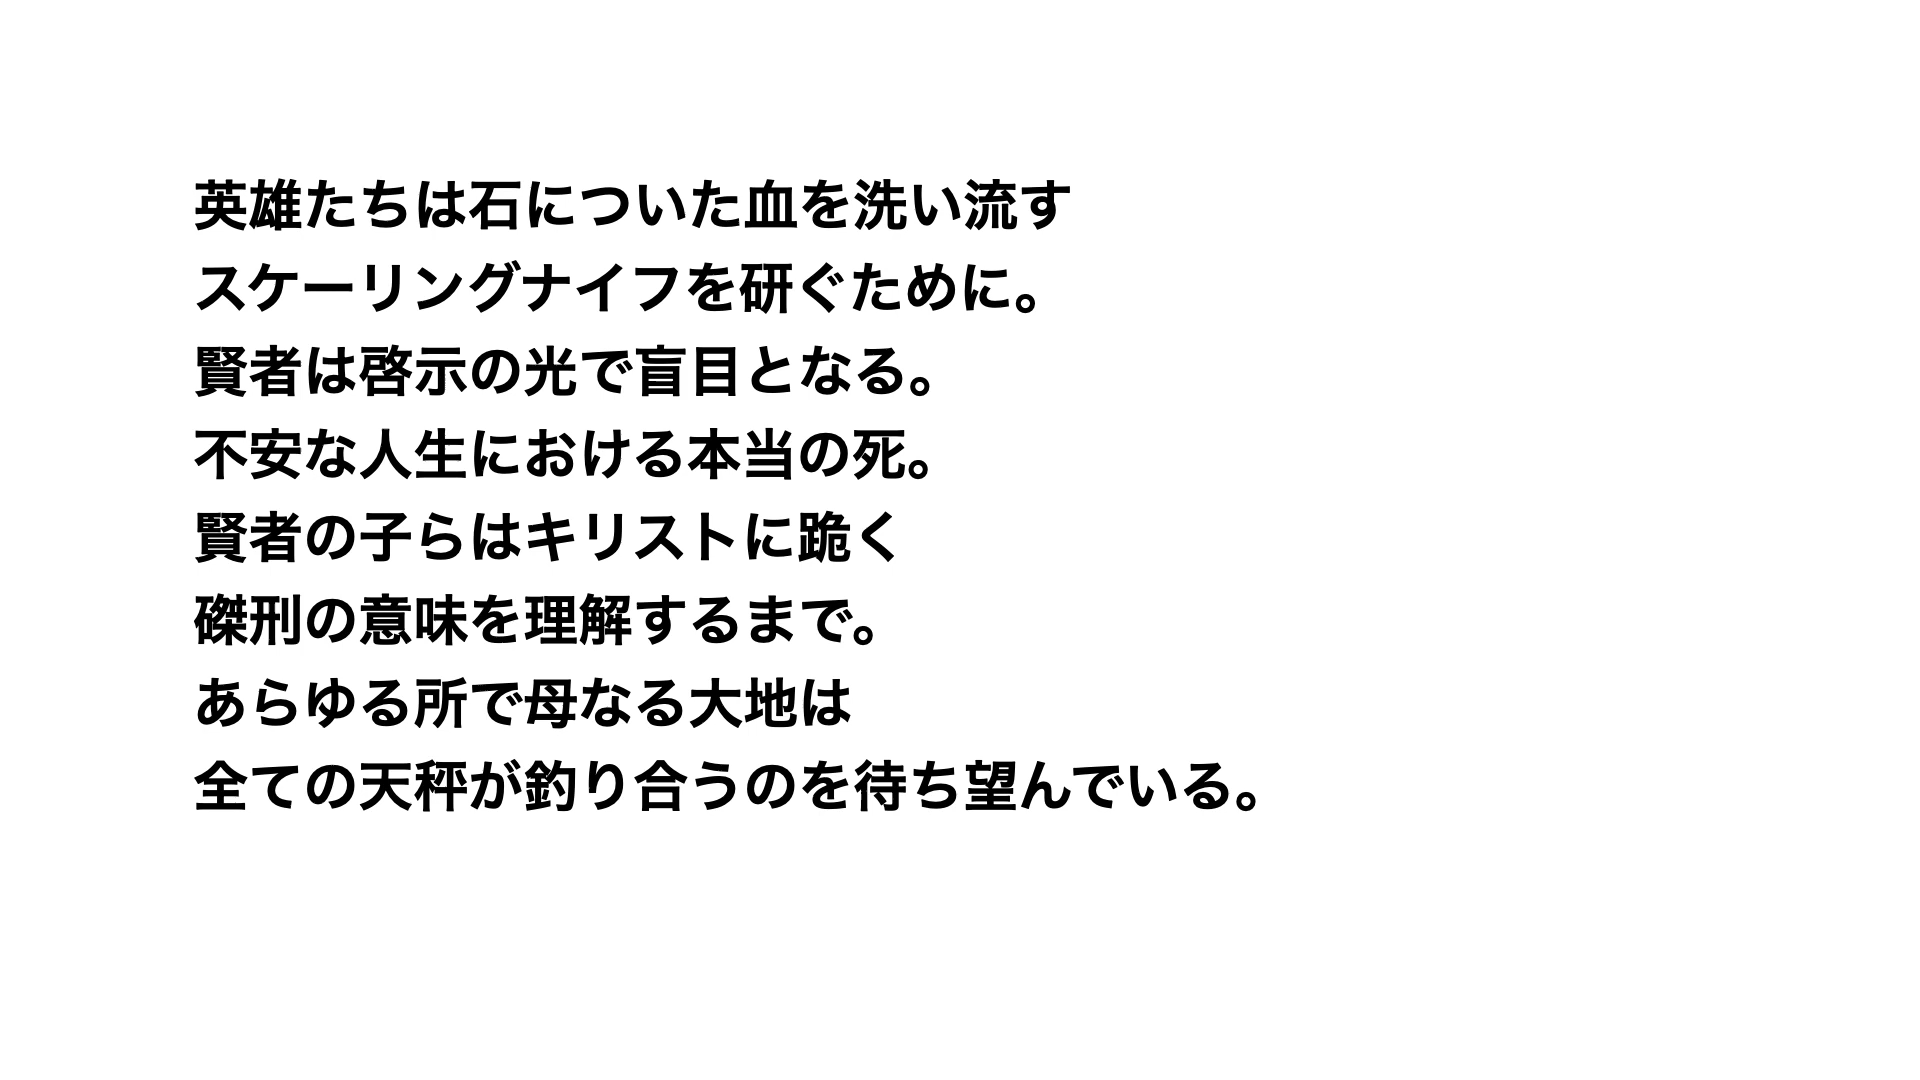 英雄たちは石についた血を洗い流す
スケーリングナイフを研ぐために。
賢者は啓示の光で盲目となる。
不安な人生における本当の死。
賢者の子らはキリストに跪く
磔刑の意味を理解するまで。
あらゆる所で母なる大地は
全ての天秤が釣り合うのを待ち望んでいる。